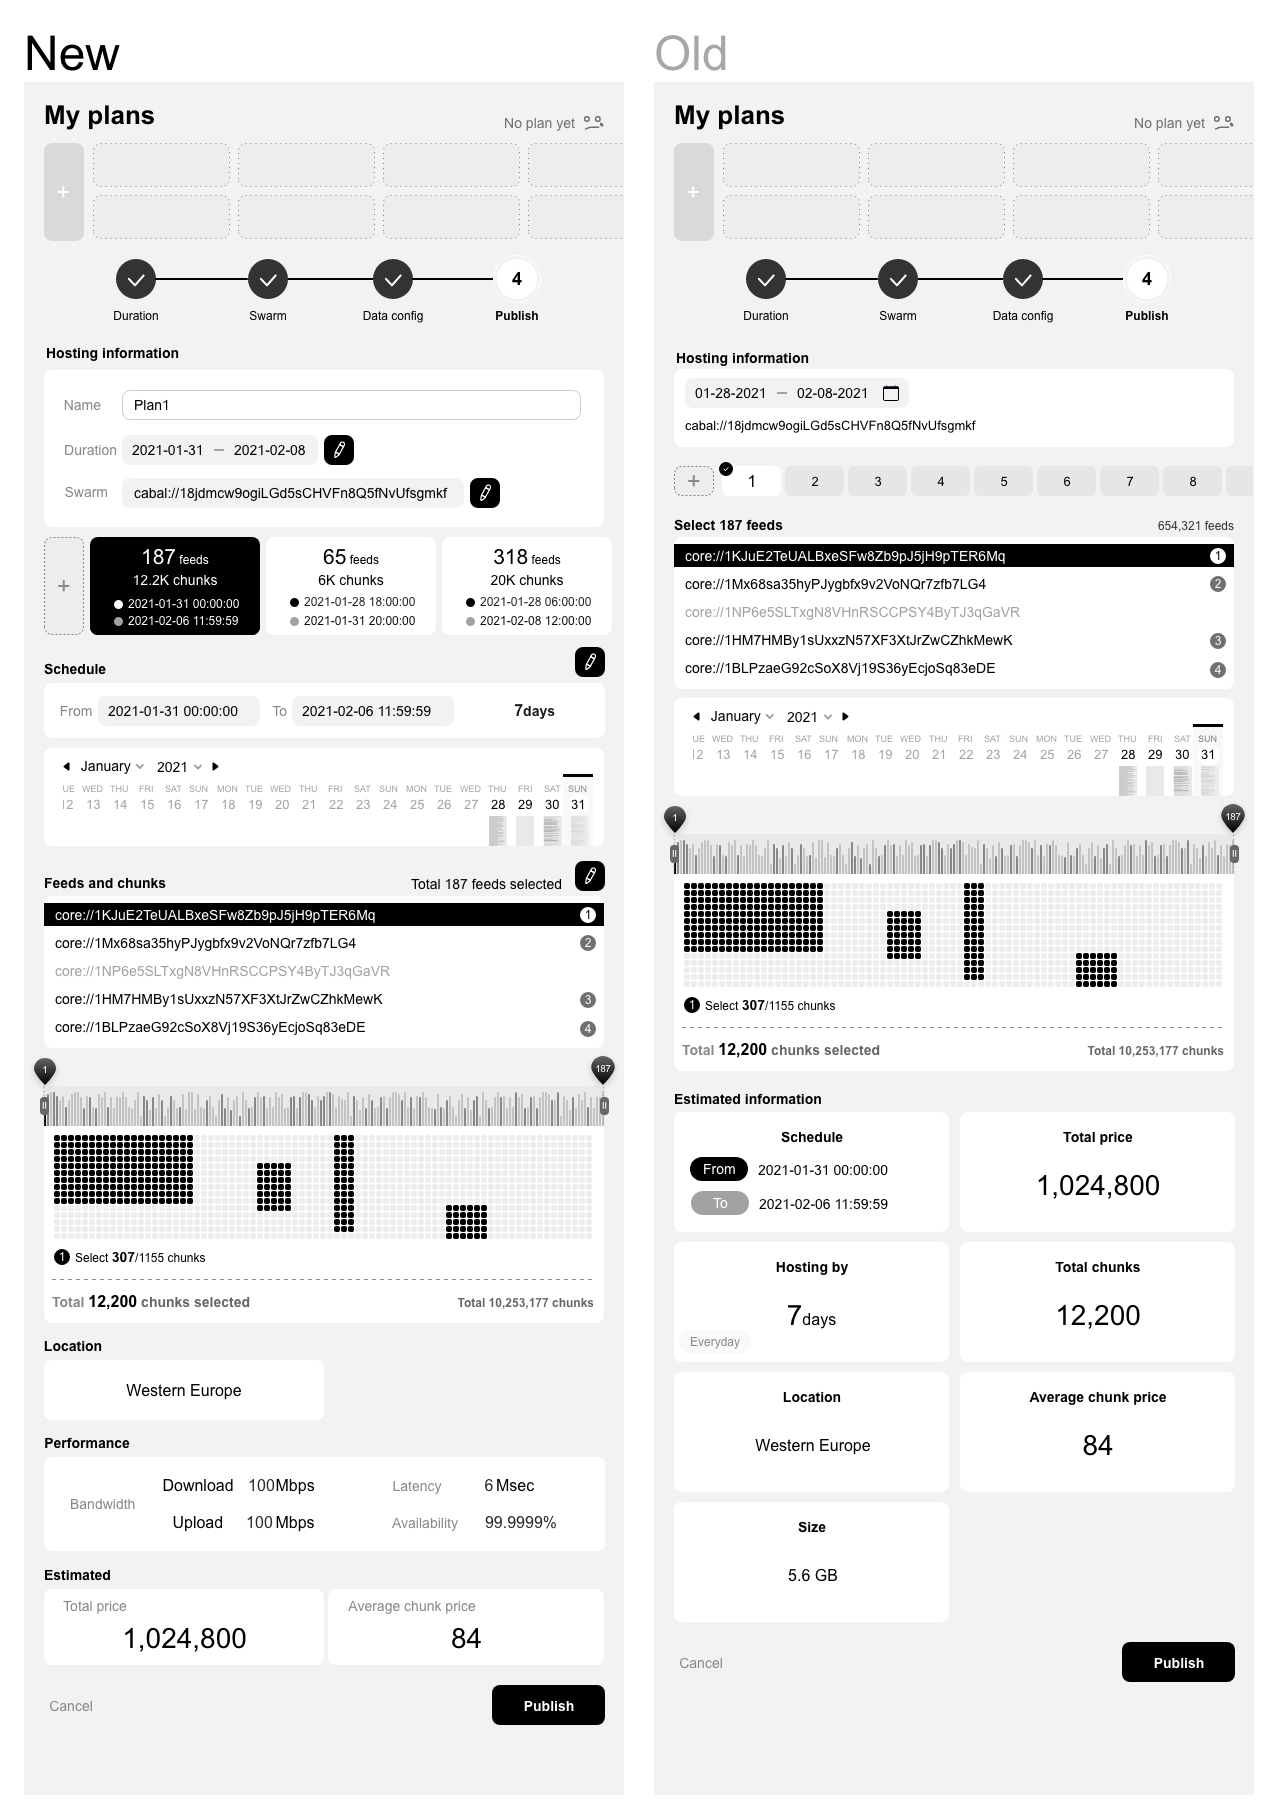 New
My plans
No plan yet
+
Duration
Swarm
Data config
4
Publish
Hosting information
Name
Plan1
Duration
2021-01-31 — 2021-02-08
Swarm
cabal://18jdmcw9ogiLGd5sCHVFn8Q5fNvUfsgmkf
+
187 feeds
12.2K chunks
2021-01-31 00:00:00
2021-02-06 11:59:59
65 feeds
6K chunks
2021-01-28 18:00:00
2021-01-31 20:00:00
318 feeds
20K chunks
2021-01-28 06:00:00
2021-02-08 12:00:00
Schedule
From 2021-01-31 00:00:00 To 2021-02-06 11:59:59 7days
January 2021
UE WED THU FRI SAT SUN MON TUE WED THU FRI SAT SUN MON TUE WED THU FRI SAT SUN
12 13 14 15 16 17 18 19 20 21 22 23 24 25 26 27 28 29 30 31
Feeds and chunks
Total 187 feeds selected
core://1KJuE2TeUALBxeSFw8Zb9pJ5jH9pTER6Mq 1
core://1Mx68sa35hyPJygbfx9v2VoNQr7zfb7LG4 2
core://1NP6e5SLTxgN8VHnRSCCPSY4ByTJ3qGaVR
core://1HM7HMBy1sUxxzN57XF3XtJrZwCZhkMewK 3
core://1BLPzaeG92cSoX8Vj19S36yEcjoSq83eDE 4
1
187
1 Select 307/1155 chunks
Total 12,200 chunks selected
Total 10,253,177 chunks
Location
Western Europe
Performance
Bandwidth
Download 100Mbps
Upload 100 Mbps
Latency 6 Msec
Availability 99.9999%
Estimated
Total price
1,024,800
Average chunk price
84
Cancel
Publish
Old
My plans
No plan yet
+
Duration
Swarm
Data config
4
Publish
Hosting information
01-28-2021 — 02-08-2021
cabal://18jdmcw9ogiLGd5sCHVFn8Q5fNvUfsgmkf
+ 1 2 3 4 5 6 7 8
Select 187 feeds
654,321 feeds
core://1KJuE2TeUALBxeSFw8Zb9pJ5jH9pTER6Mq 1
core://1Mx68sa35hyPJygbfx9v2VoNQr7zfb7LG4 2
core://1NP6e5SLTxgN8VHnRSCCPSY4ByTJ3qGaVR
core://1HM7HMBy1sUxxzN57XF3XtJrZwCZhkMewK 3
core://1BLPzaeG92cSoX8Vj19S36yEcjoSq83eDE 4
January 2021
UE WED THU FRI SAT SUN MON TUE WED THU FRI SAT SUN MON TUE WED THU FRI SAT SUN
12 13 14 15 16 17 18 19 20 21 22 23 24 25 26 27 28 29 30 31
1
187
1 Select 307/1155 chunks
Total 12,200 chunks selected
Total 10,253,177 chunks
Estimated information
Schedule
From 2021-01-31 00:00:00
To 2021-02-06 11:59:59
Total price
1,024,800
Hosting by
7days
Everyday
Total chunks
12,200
Location
Western Europe
Average chunk price
84
Size
5.6 GB
Cancel
Publish